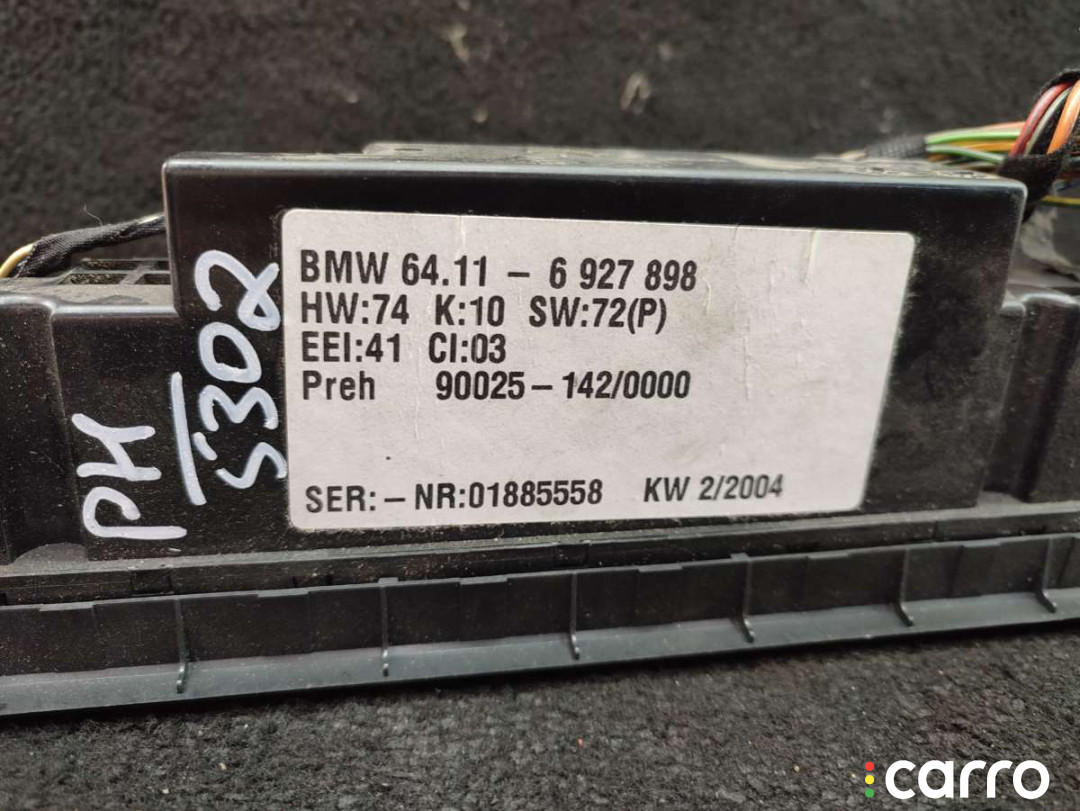 BMW 64.11 – 6 927 898
HW:74 K:10 SW:72(P)
EEI:41 CI:03
Preh 90025 – 142/0000
SER: – NR:01885558 KW 2/2004
PH
5302
carro